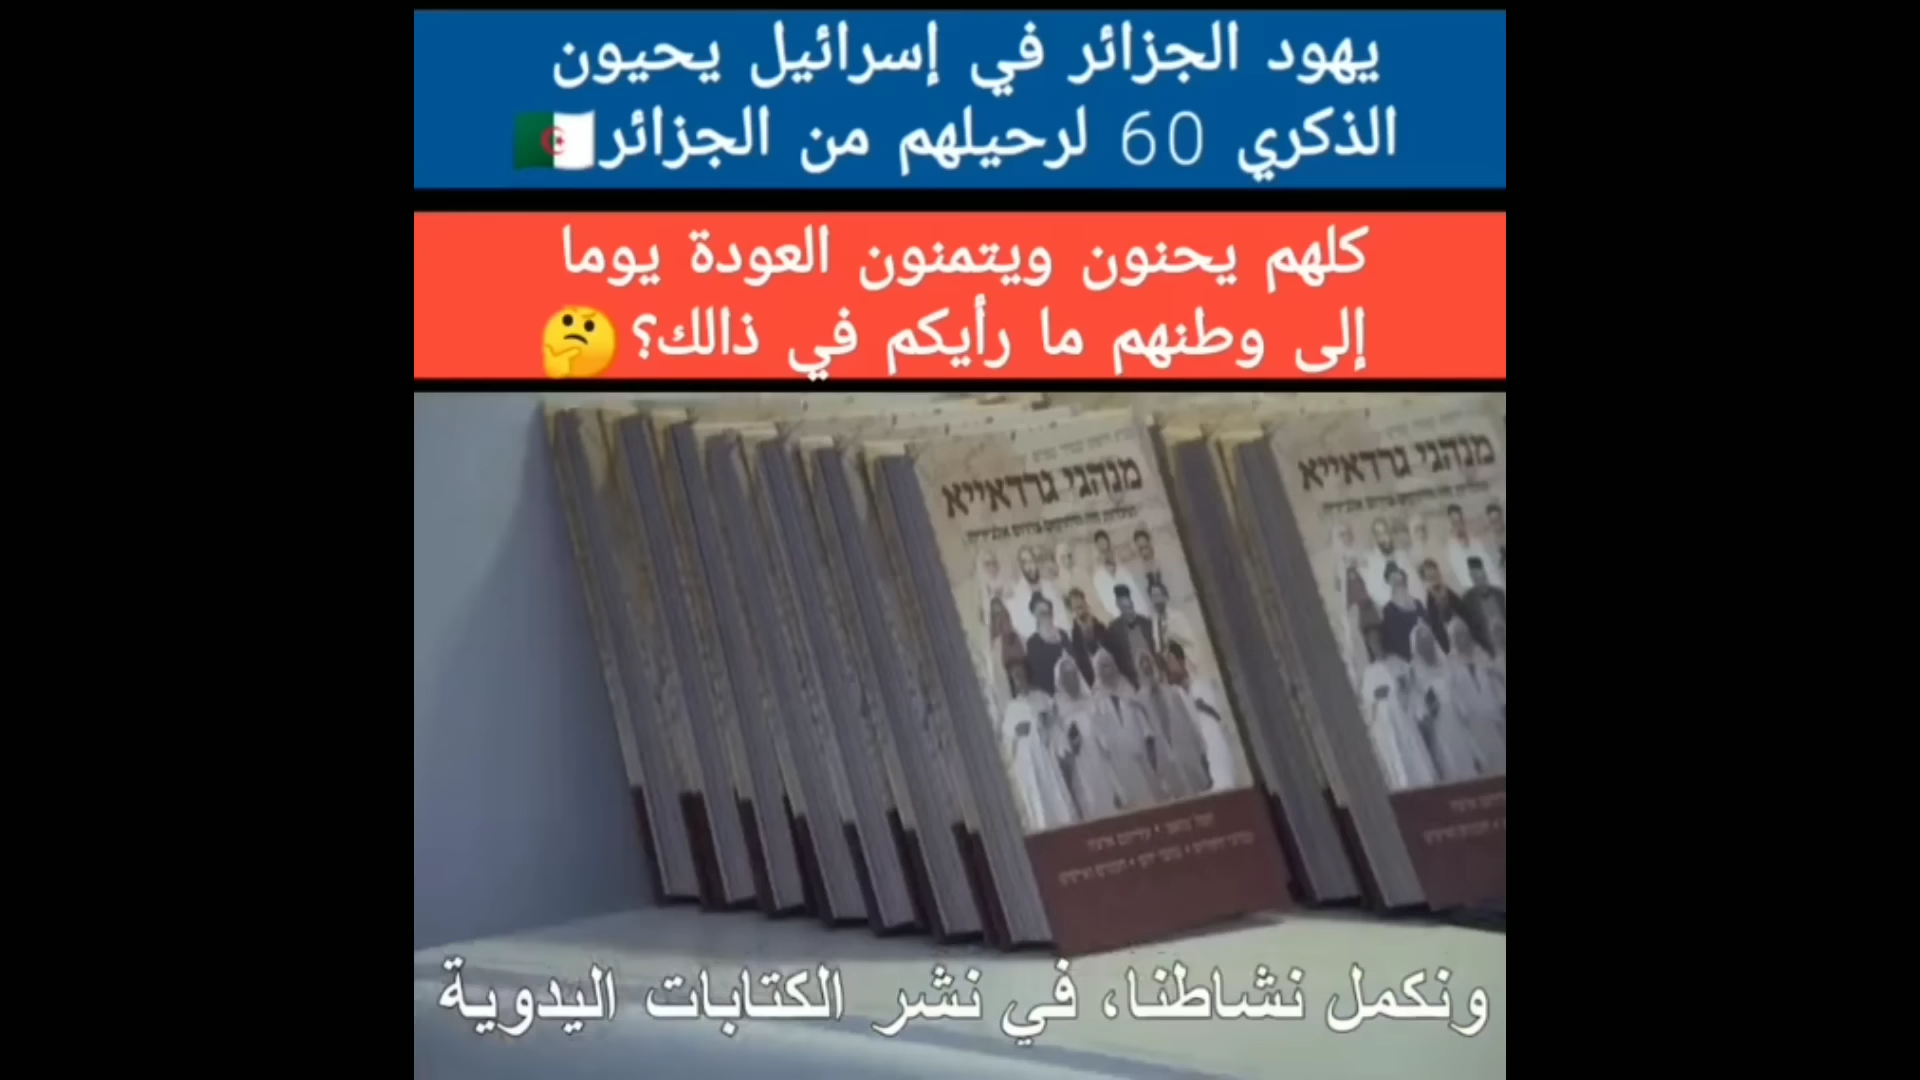 يهود الجزائر في إسرائيل يحيون
الذكري 60 لرحيلهم من الجزائر🇩🇿
كلهم يحنون ويتمنون العودة يوما
إلى وطنهم ما رأيكم في ذالك؟🤔
מנהגי גרדאייא
מנהגי גרדאייא
ونكمل نشاطنا، في نشر الكتابات اليدوية